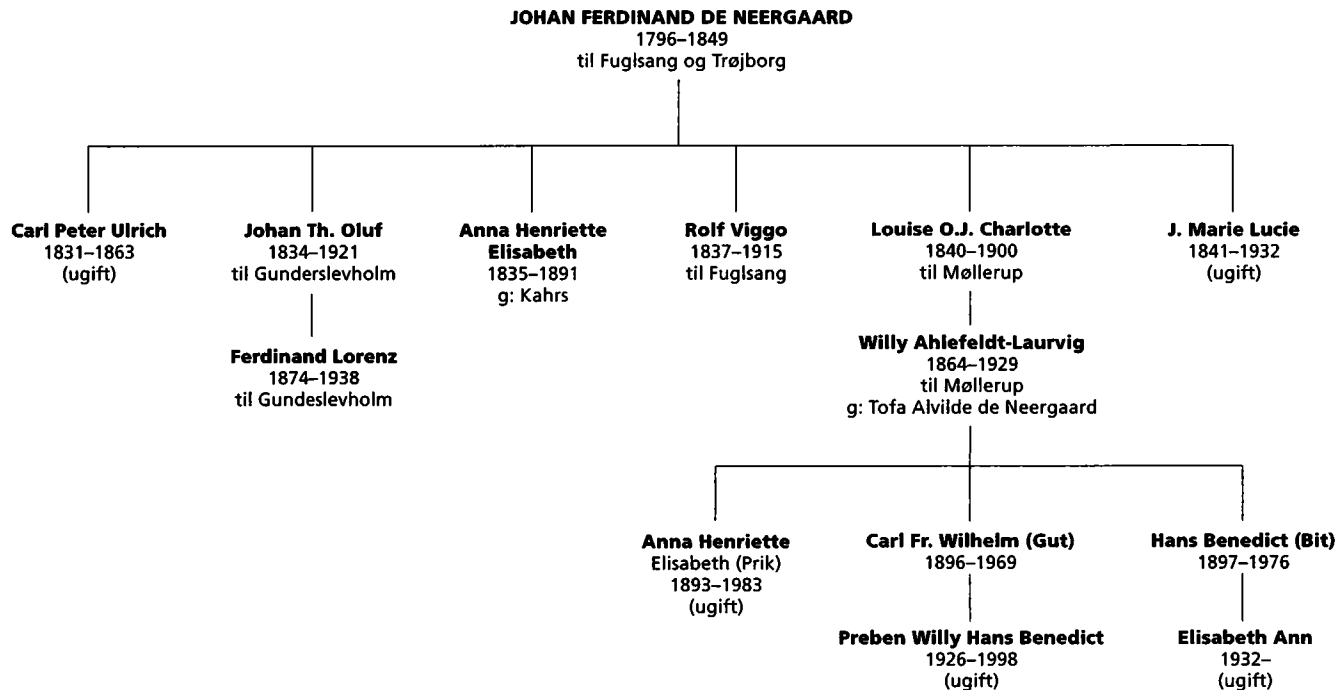 JOHAN FERDINAND DE NEERGAARD
1796–1849
til Fuglsang og Trøjborg
Carl Peter Ulrich
1831–1863
(ugift)
Johan Th. Oluf
1834–1921
til Gunderslevholm
Anna Henriette
Elisabeth
1835–1891
g: Kahrs
Rolf Viggo
1837–1915
til Fuglsang
Louise O.J. Charlotte
1840–1900
til Møllerup
J. Marie Lucie
1841–1932
(ugift)
Ferdinand Lorenz
1874–1938
til Gundeslevholm
Willy Ahlefeldt-Laurvig
1864–1929
til Møllerup
g: Tofa Alvilde de Neergaard
Anna Henriette
Elisabeth (Prik)
1893–1983
(ugift)
Carl Fr. Wilhelm (Gut)
1896–1969
Hans Benedict (Bit)
1897–1976
Preben Willy Hans Benedict
1926–1998
(ugift)
Elisabeth Ann
1932–
(ugift)